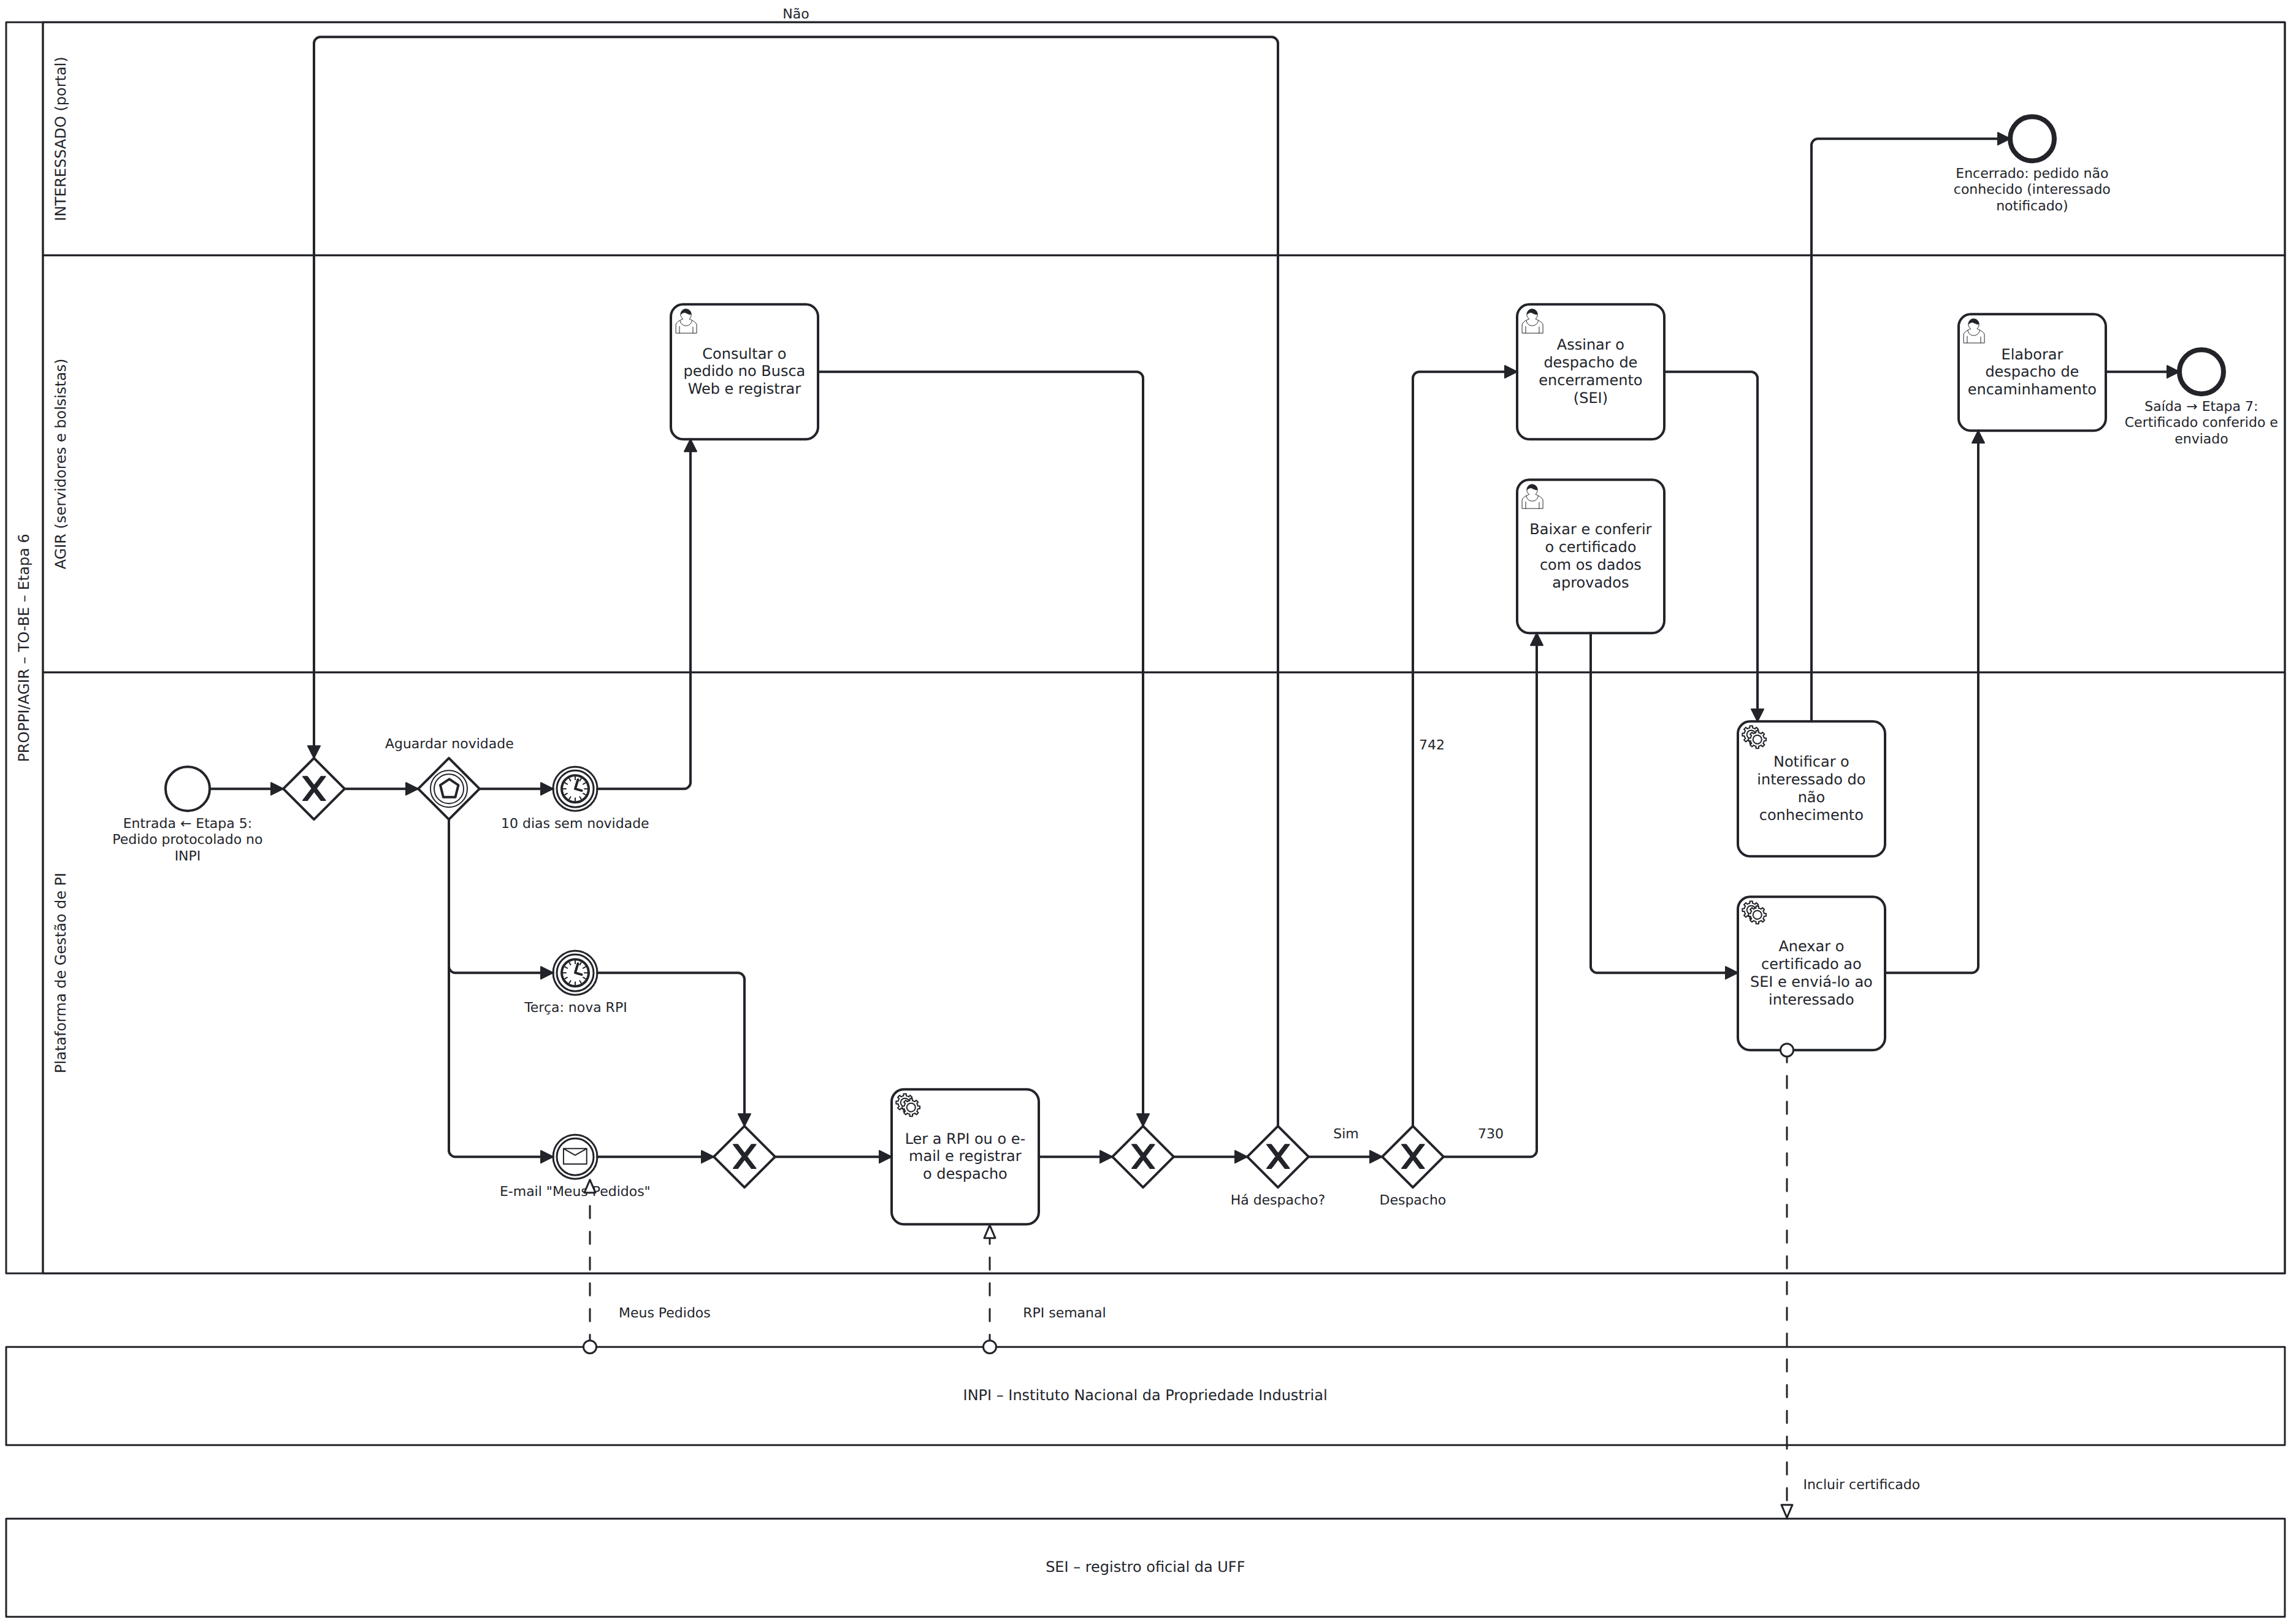 Não
PROPPI/AGIR – TO-BE – Etapa 6
INTERESSADO (portal)
Encerrado: pedido não
conhecido (interessado
notificado)
AGIR (servidores e bolsistas)
Consultar o
pedido no Busca
Web e registrar
Assinar o
despacho de
encerramento
(SEI)
Elaborar
despacho de
encaminhamento
Saída → Etapa 7:
Certificado conferido e
enviado
Baixar e conferir
o certificado
com os dados
aprovados
Plataforma de Gestão de PI
Entrada ← Etapa 5:
Pedido protocolado no
INPI
Aguardar novidade
10 dias sem novidade
742
Notificar o
interessado do
não
conhecimento
Terça: nova RPI
Anexar o
certificado ao
SEI e enviá-lo ao
interessado
E-mail "Meus Pedidos"
Ler a RPI ou o e-
mail e registrar
o despacho
Há despacho?
Sim
Despacho
730
Meus Pedidos
RPI semanal
INPI – Instituto Nacional da Propriedade Industrial
Incluir certificado
SEI – registro oficial da UFF